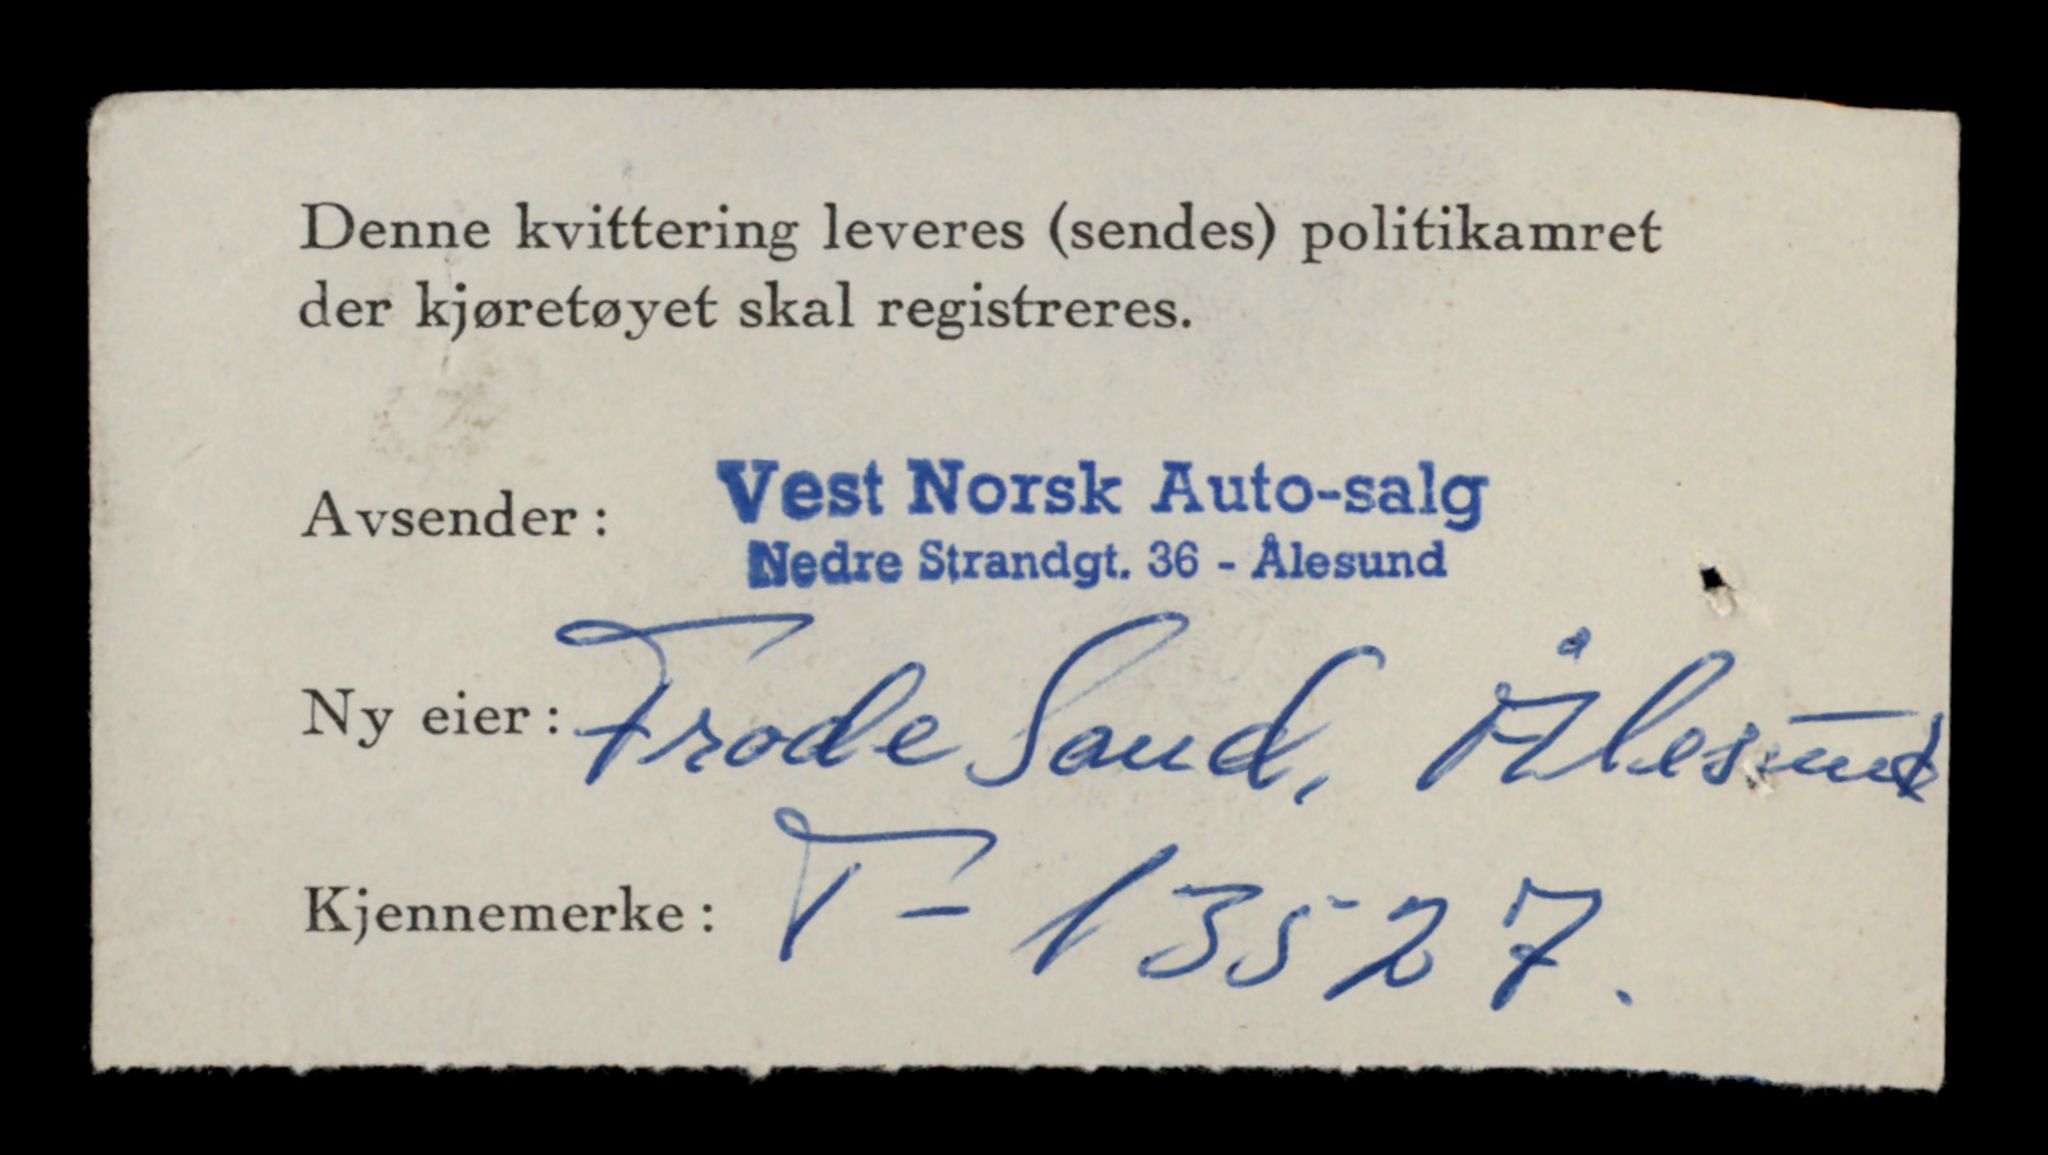 Denne kvittering leveres (sendes) politikamret
der kjøretøyet skal registreres.
Avsender: Vest Norsk Auto-salg
Nedre Strandgt. 36 - Ålesund
Ny eier: Frode Sand, Ålesund
Kjennemerke: T- 13527.